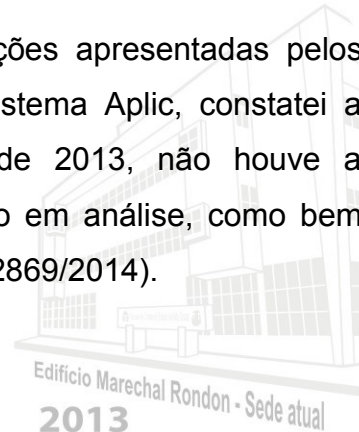 ções apresentadas pelos
stema Aplic, constatei a
de 2013, não houve a
o em análise, como bem
2869/2014).
Edifício Marechal Rondon - Sede atual
2013